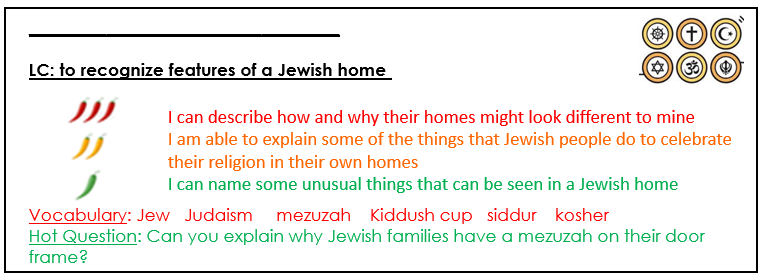 LC: to recognize features of a Jewish home
I can describe how and why their homes might look different to mine
I am able to explain some of the things that Jewish people do to celebrate
their religion in their own homes
I can name some unusual things that can be seen in a Jewish home
Vocabulary: Jew Judaism mezuzah Kiddush cup siddur kosher
Hot Question: Can you explain why Jewish families have a mezuzah on their door
frame?